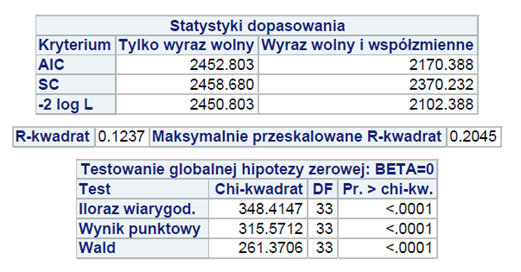 Statystyki dopasowania
Kryterium Tylko wyraz wolny Wyraz wolny i współzmienne
AIC 2452.803 2170.388
SC 2458.680 2370.232
-2 log L 2450.803 2102.388
R-kwadrat 0.1237 Maksymalnie przeskalowane R-kwadrat 0.2045
Testowanie globalnej hipotezy zerowej: BETA=0
Test Chi-kwadrat DF Pr. > chi-kw.
Iloraz wiarygod. 348.4147 33 <.0001
Wynik punktowy 315.5712 33 <.0001
Wald 261.3706 33 <.0001